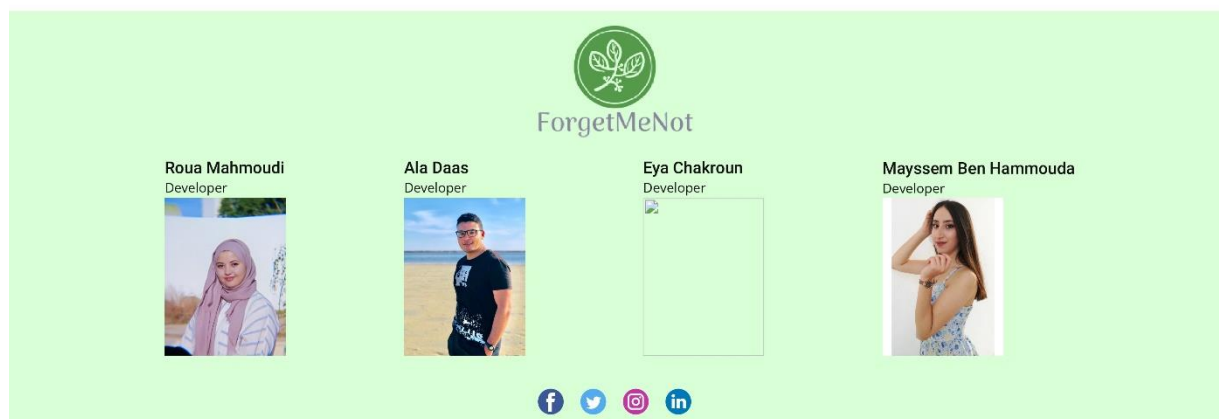 ForgetMeNot
Roua Mahmoudi
Developer
Ala Daas
Developer
Eya Chakroun
Developer
Mayssem Ben Hammouda
Developer